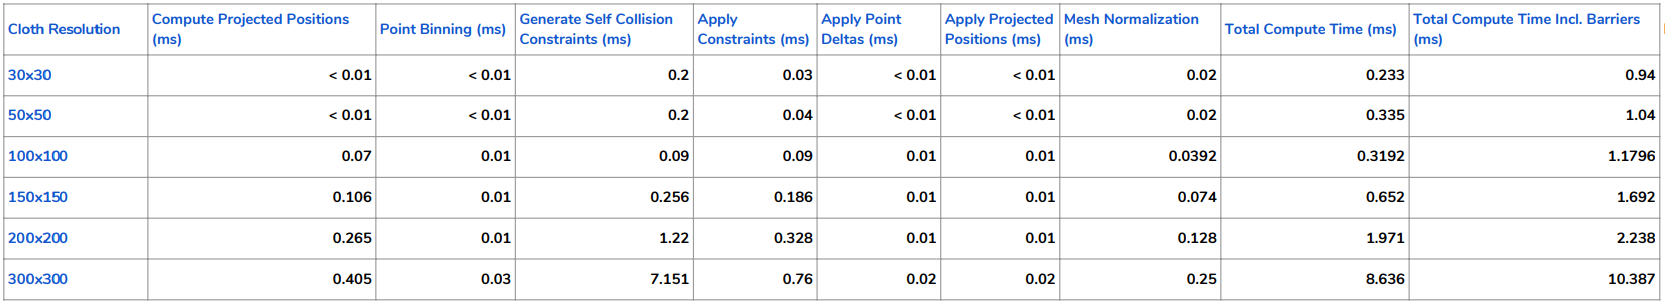 Cloth Resolution Compute Projected Positions (ms) Point Binning (ms) Generate Self Collision Constraints (ms) Apply Constraints (ms) Apply Point Deltas (ms) Apply Projected Positions (ms) Mesh Normalization (ms) Total Compute Time (ms) Total Compute Time Incl. Barriers (ms)
30x30 < 0.01 < 0.01 0.2 0.03 < 0.01 < 0.01 0.02 0.233 0.94
50x50 < 0.01 < 0.01 0.2 0.04 < 0.01 < 0.01 0.02 0.335 1.04
100x100 0.07 0.01 0.09 0.09 0.01 0.01 0.0392 0.3192 1.1796
150x150 0.106 0.01 0.256 0.186 0.01 0.01 0.074 0.652 1.692
200x200 0.265 0.01 1.22 0.328 0.01 0.01 0.128 1.971 2.238
300x300 0.405 0.03 7.151 0.76 0.02 0.02 0.25 8.636 10.387